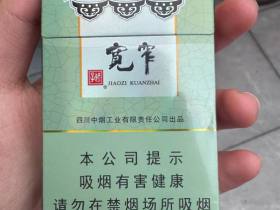 宽窄
JIAOZI KUANZHAI
四川中烟工业有限责任公司出品
本公司提示
吸烟有害健康
请勿在禁烟场所吸烟